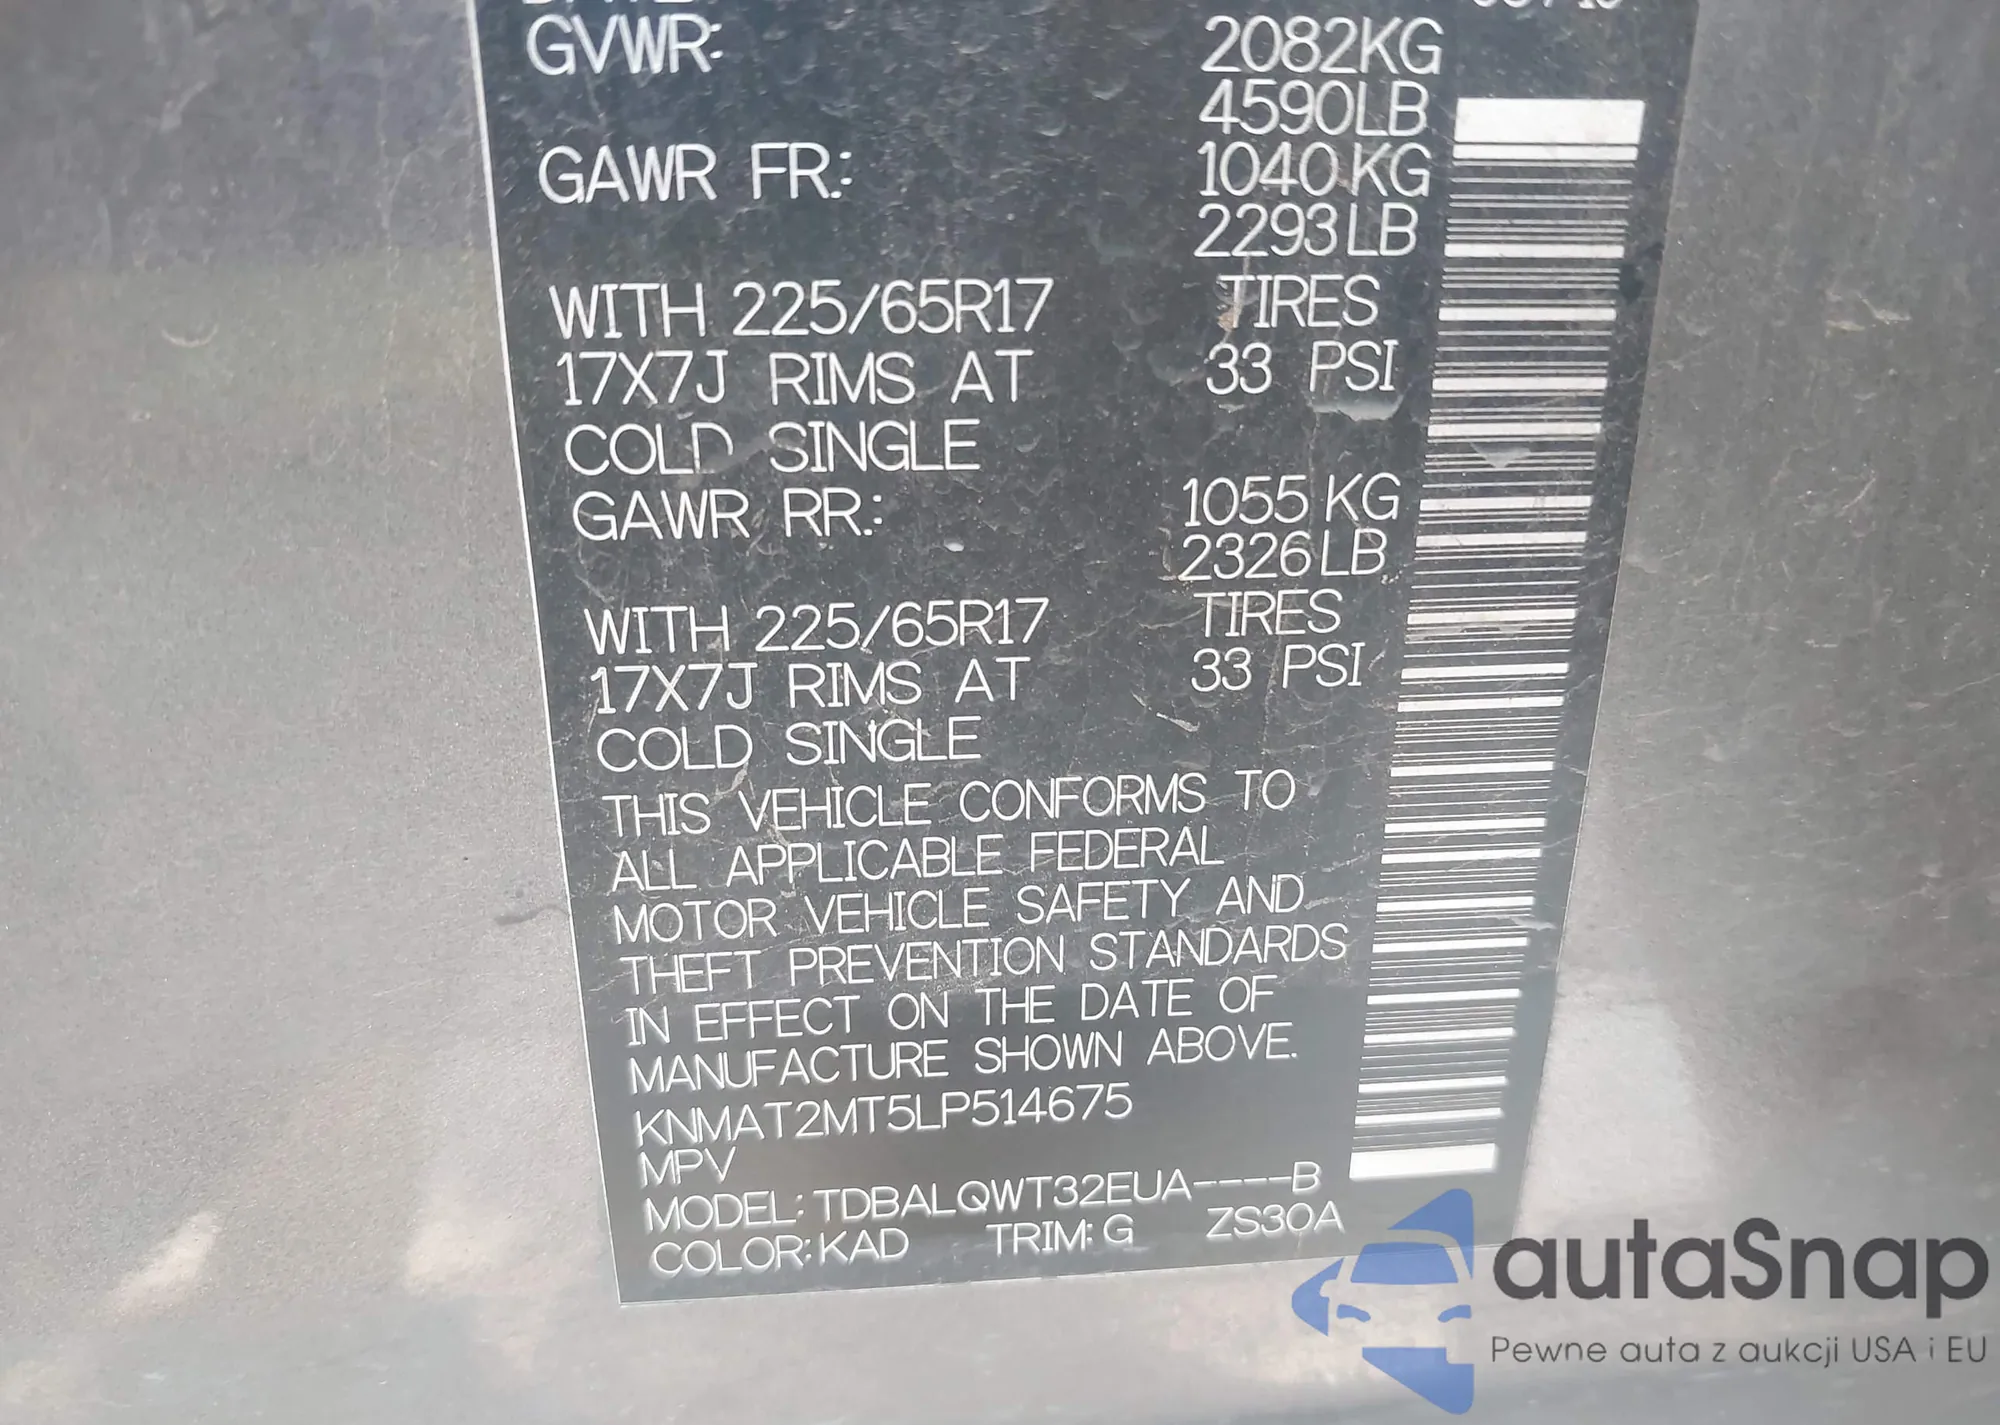 GVWR: 2082KG
4590LB
GAWR FR.: 1040 KG
2293 LB
WITH 225/65R17 TIRES
17X7J RIMS AT 33 PSI
COLD SINGLE
GAWR RR.: 1055 KG
2326 LB
WITH 225/65R17 TIRES
17X7J RIMS AT 33 PSI
COLD SINGLE
THIS VEHICLE CONFORMS TO
ALL APPLICABLE FEDERAL
MOTOR VEHICLE SAFETY AND
THEFT PREVENTION STANDARDS
IN EFFECT ON THE DATE OF
MANUFACTURE SHOWN ABOVE.
KNMAT2MT5LP514675
MPV
MODEL: TDBALQWT32EUA----B
COLOR: KAD TRIM: G ZS30A
autaSnap
Pewne auta z aukcji USA i EU